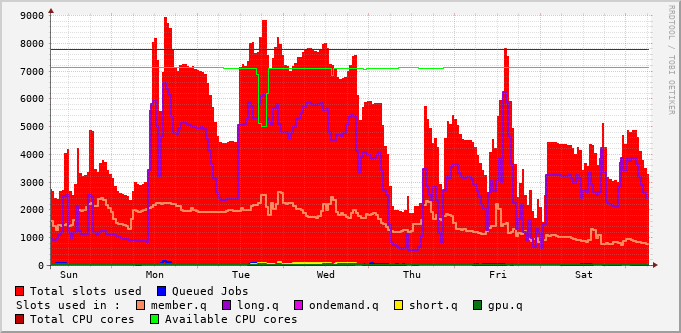 9000
8000
7000
6000
5000
4000
3000
2000
1000
0
Sun Mon Tue Wed Thu Fri Sat
RRDTOOL / TOBI OETIKER
Total slots used Queued Jobs
Slots used in : member.q long.q ondemand.q short.q gpu.q
Total CPU cores Available CPU cores